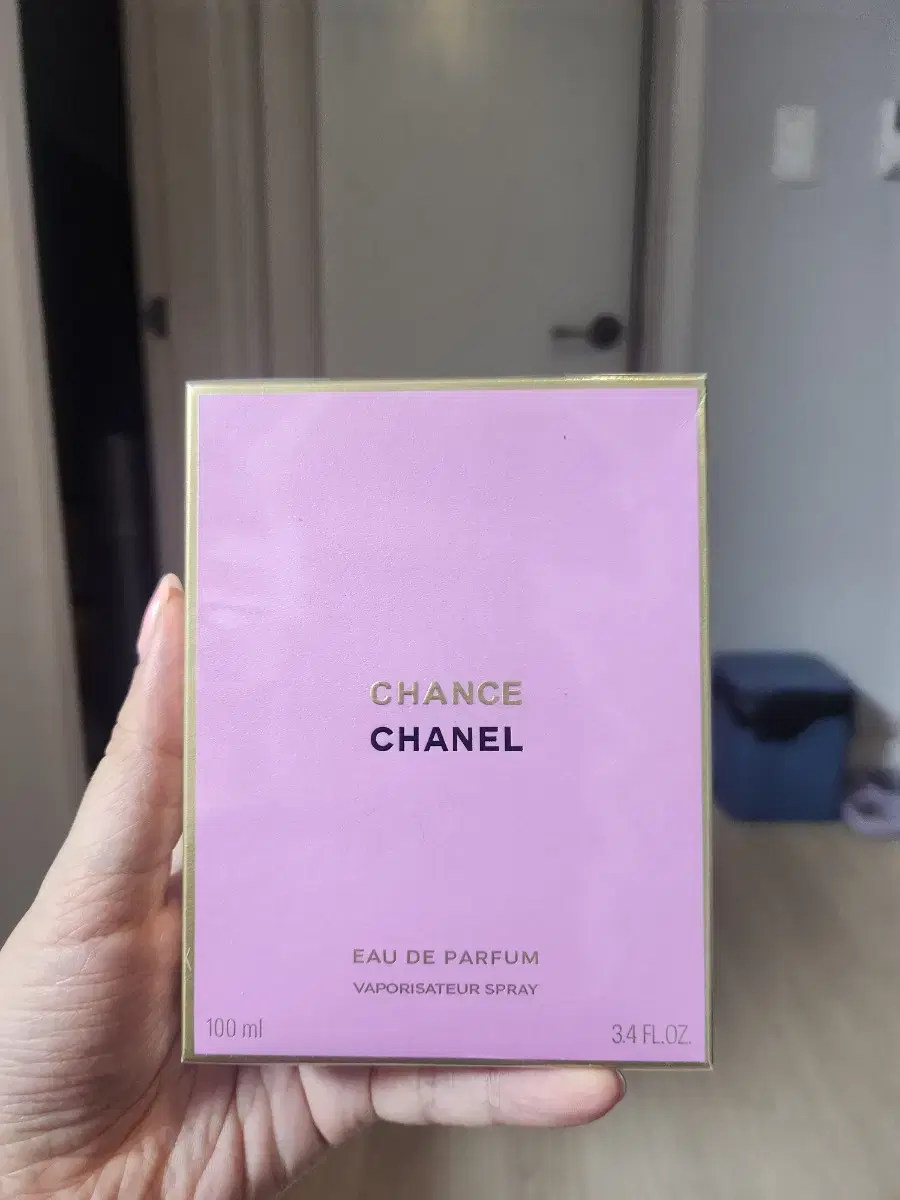 CHANCE
CHANEL
EAU DE PARFUM
VAPORISATEUR SPRAY
100 ml
3.4 FL.OZ.